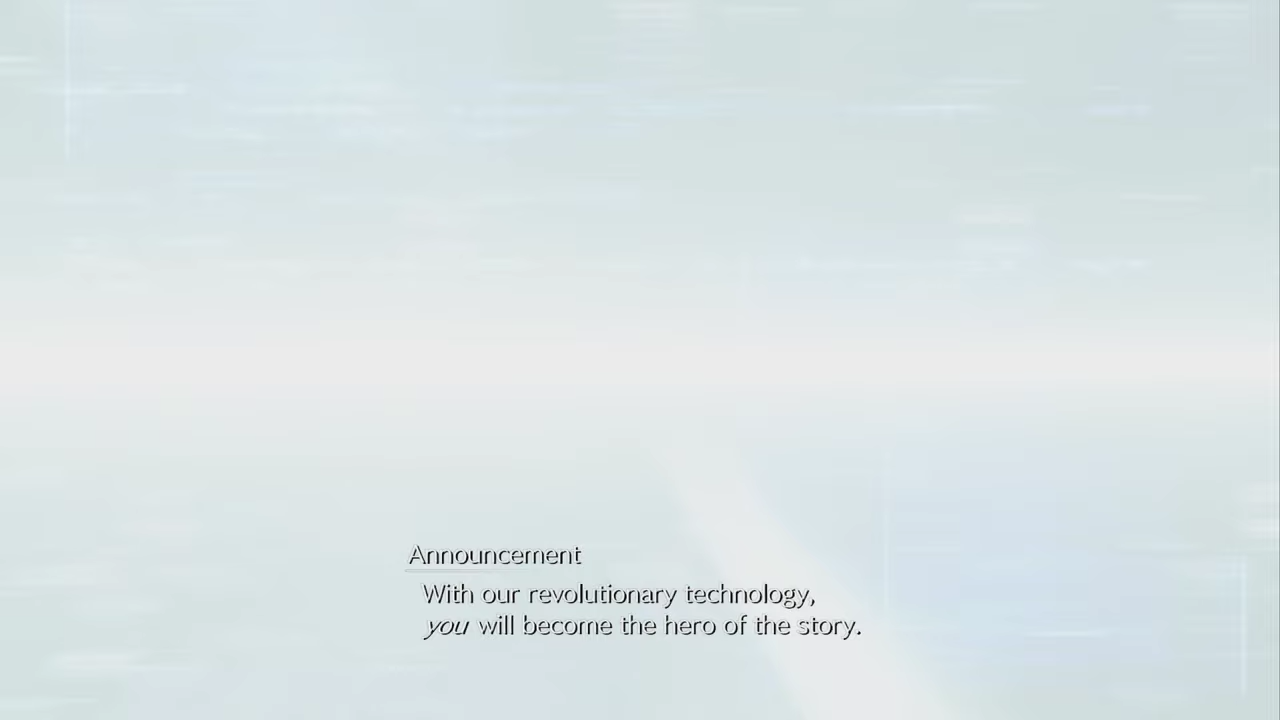 Announcement
With our revolutionary technology,
you will become the hero of the story.